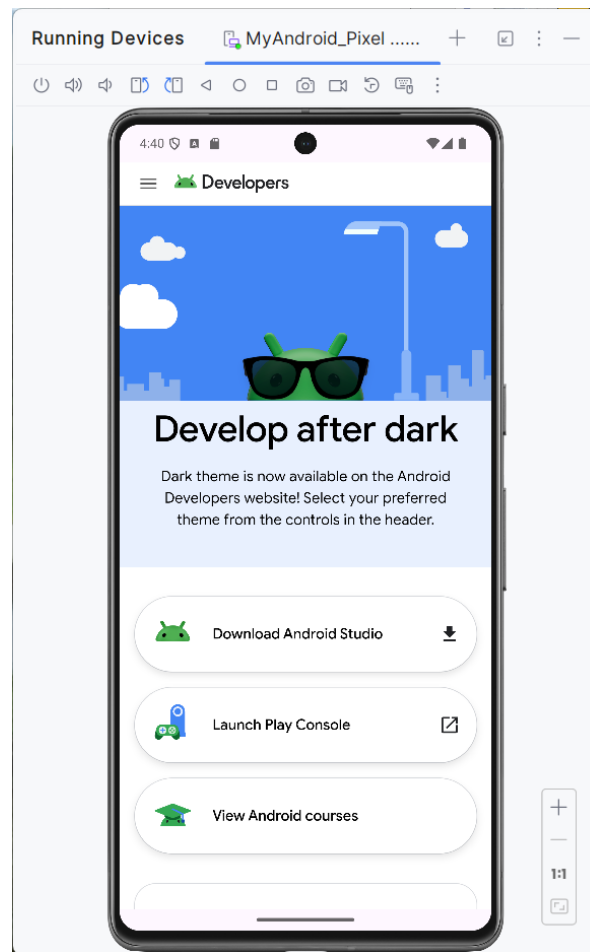 Running Devices
MyAndroid_Pixel ......
4:40
Developers
Develop after dark
Dark theme is now available on the Android
Developers website! Select your preferred
theme from the controls in the header.
Download Android Studio
Launch Play Console
View Android courses
1:1